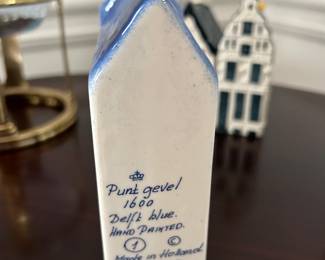 Punt gevel
1600
Delft blue.
HAND PAINTED.
1 ©
Made in Holland.